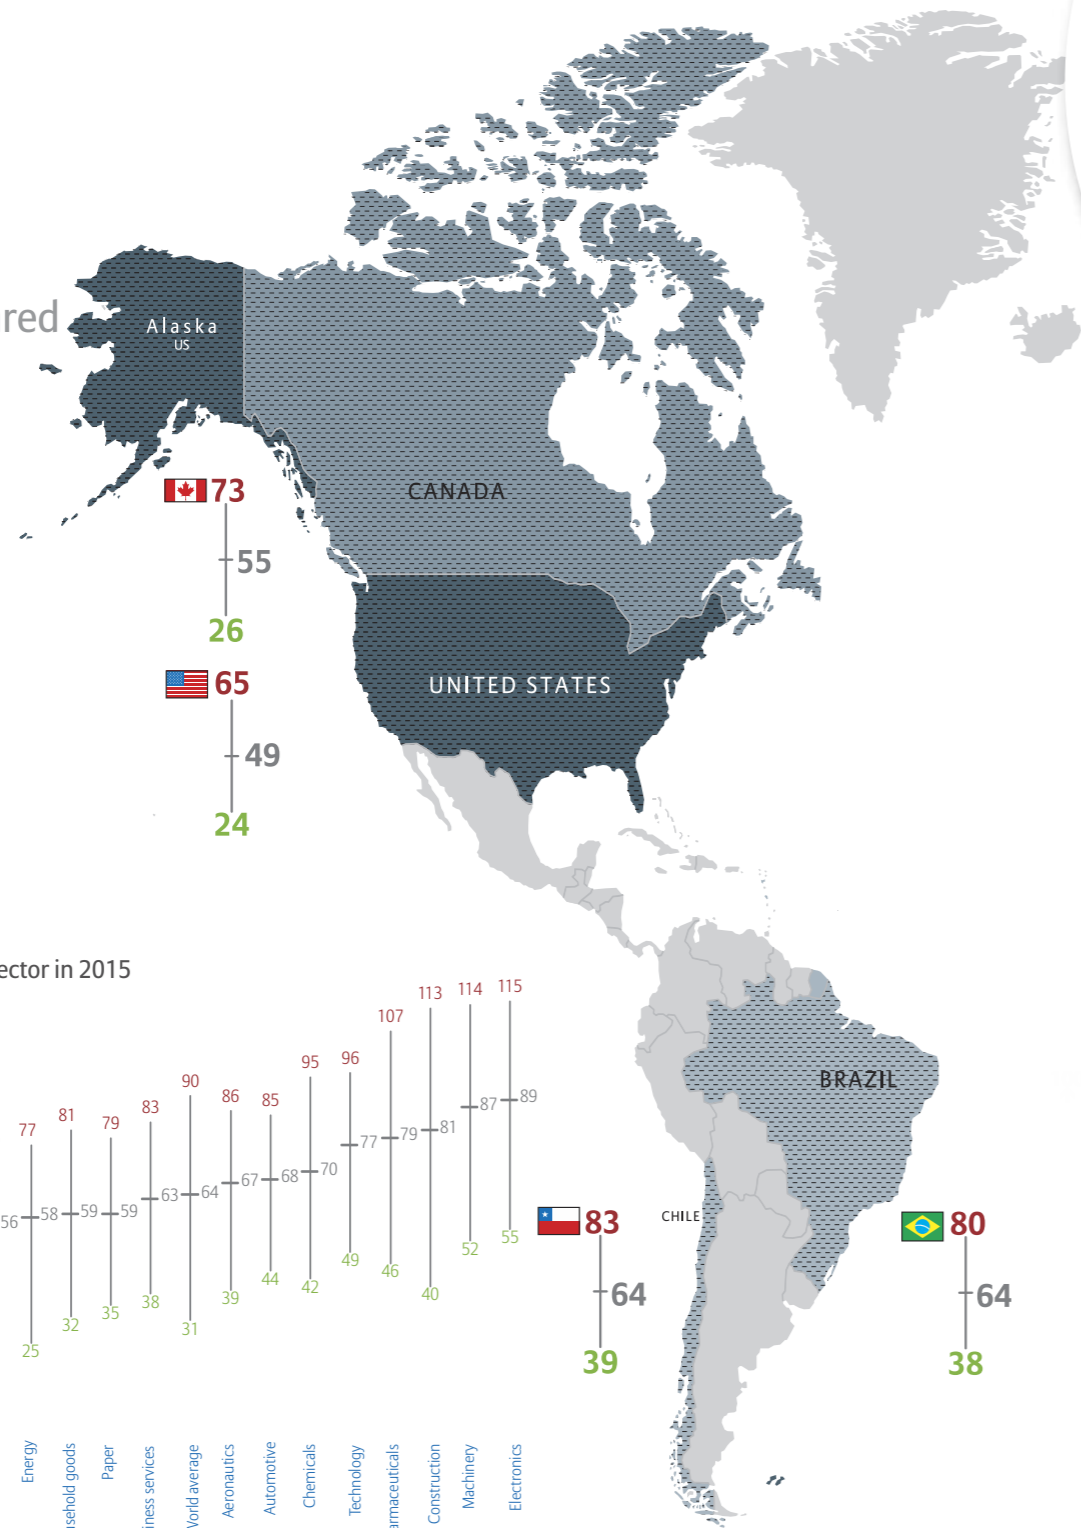 red
Alaska
US
CANADA
73
55
26
UNITED STATES
65
49
24
ector in 2015
77 81 79 83 90 86 85 95 96 107 113 114 115
56 58 59 59 63 64 67 68 70 77 79 81 87 89
25 32 35 38 31 39 44 42 49 46 40 52 55
Energy
sehold goods
Paper
iness services
World average
Aeronautics
Automotive
Chemicals
Technology
armaceuticals
Construction
Machinery
Electronics
BRAZIL
CHILE
83
64
39
80
64
38